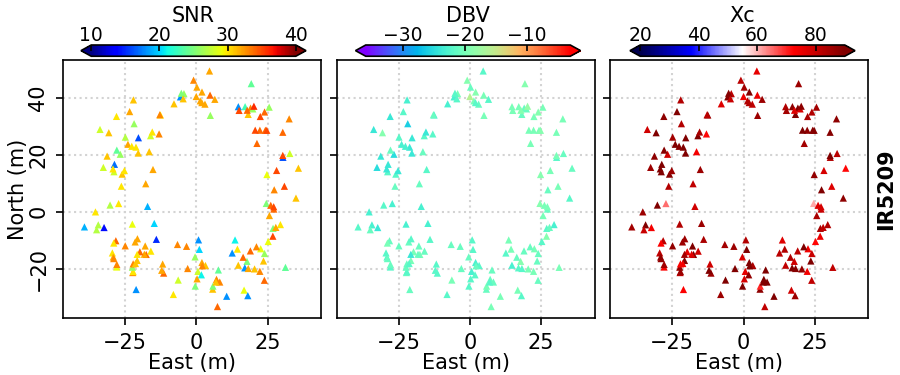 SNR DBV Xc
10 20 30 40 −30 −20 −10 20 40 60 80
North (m)
40
20
0
−20
−25 0 25 −25 0 25 −25 0 25
East (m) East (m) East (m)
IR5209